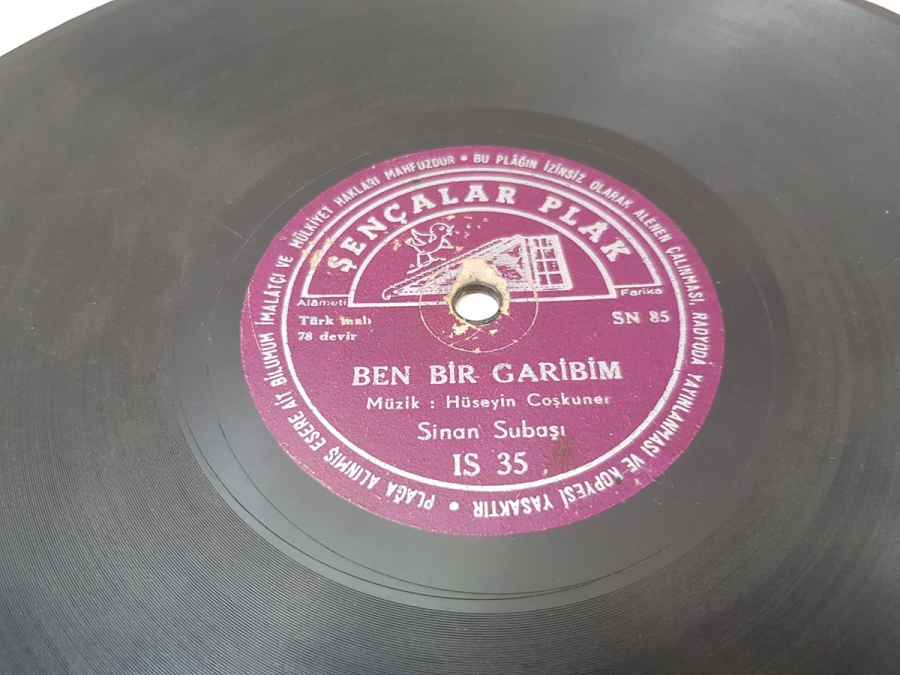 PLAĞA ALINMIŞ ESERE AİT BİLUMUM İMALATÇI VE MÜLKİYET HAKLARI MAHFUZDUR • BU PLÂĞIN İZİNSİZ OLARAK ALENEN ÇALINMASI, RADYODA YAYINLANMASI VE KOPYESİ YASAKTIR •
ŞENÇALAR PLAK
Alâmeti Farika
Türk malı SN 85
78 devir
BEN BİR GARİBİM
Müzik : Hüseyin Coşkuner
Sinan Subaşı
IS 35